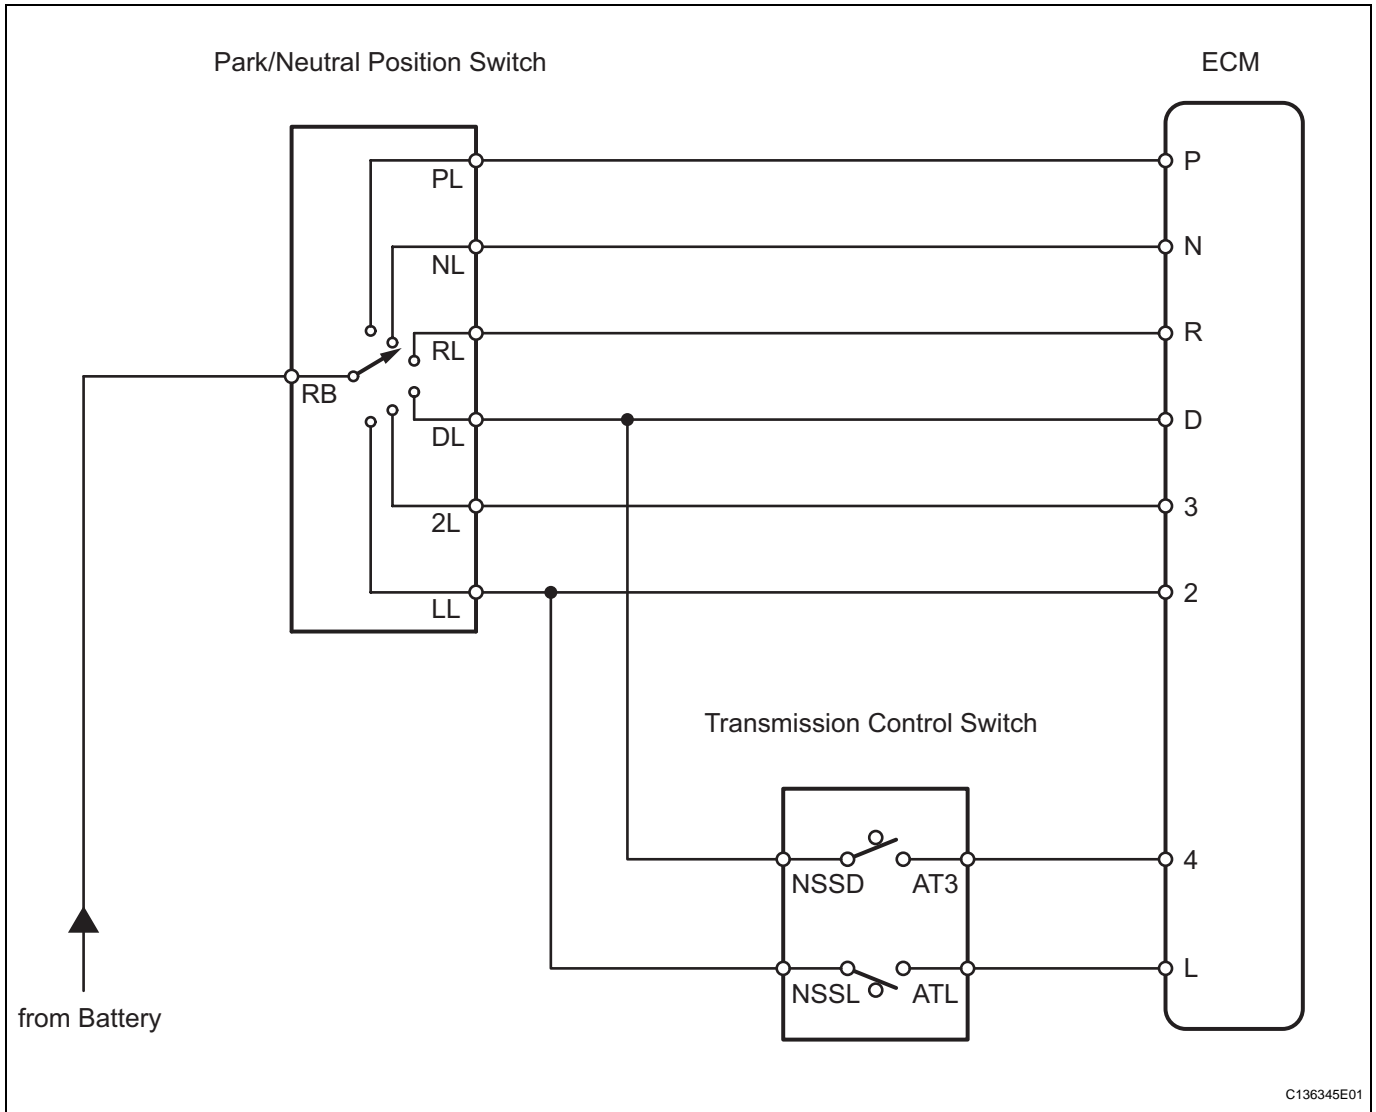 Park/Neutral Position Switch
ECM
PL
P
NL
N
RL
R
RB
DL
D
2L
3
LL
2
Transmission Control Switch
NSSD
AT3
4
NSSL
ATL
L
from Battery
C136345E01